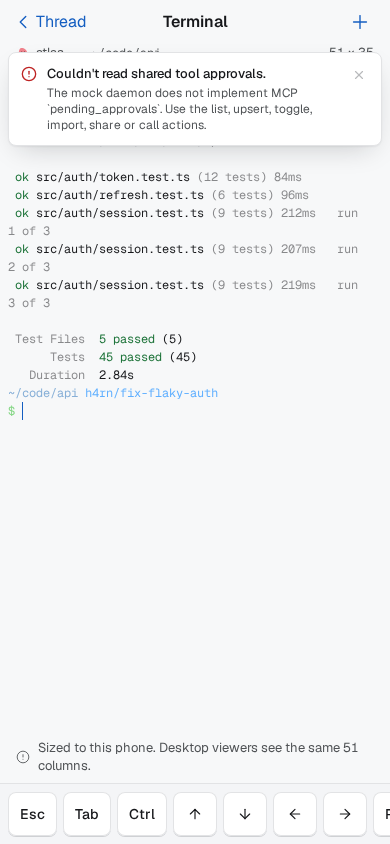 Thread
Terminal
Couldn't read shared tool approvals.
The mock daemon does not implement MCP
`pending_approvals`. Use the list, upsert, toggle,
import, share or call actions.
ok src/auth/token.test.ts (12 tests) 84ms
ok src/auth/refresh.test.ts (6 tests) 96ms
ok src/auth/session.test.ts (9 tests) 212ms run
1 of 3
ok src/auth/session.test.ts (9 tests) 207ms run
2 of 3
ok src/auth/session.test.ts (9 tests) 219ms run
3 of 3
Test Files 5 passed (5)
Tests 45 passed (45)
Duration 2.84s
~/code/api h4rn/fix-flaky-auth
$
Sized to this phone. Desktop viewers see the same 51
columns.
Esc Tab Ctrl ↑ ↓ ← →